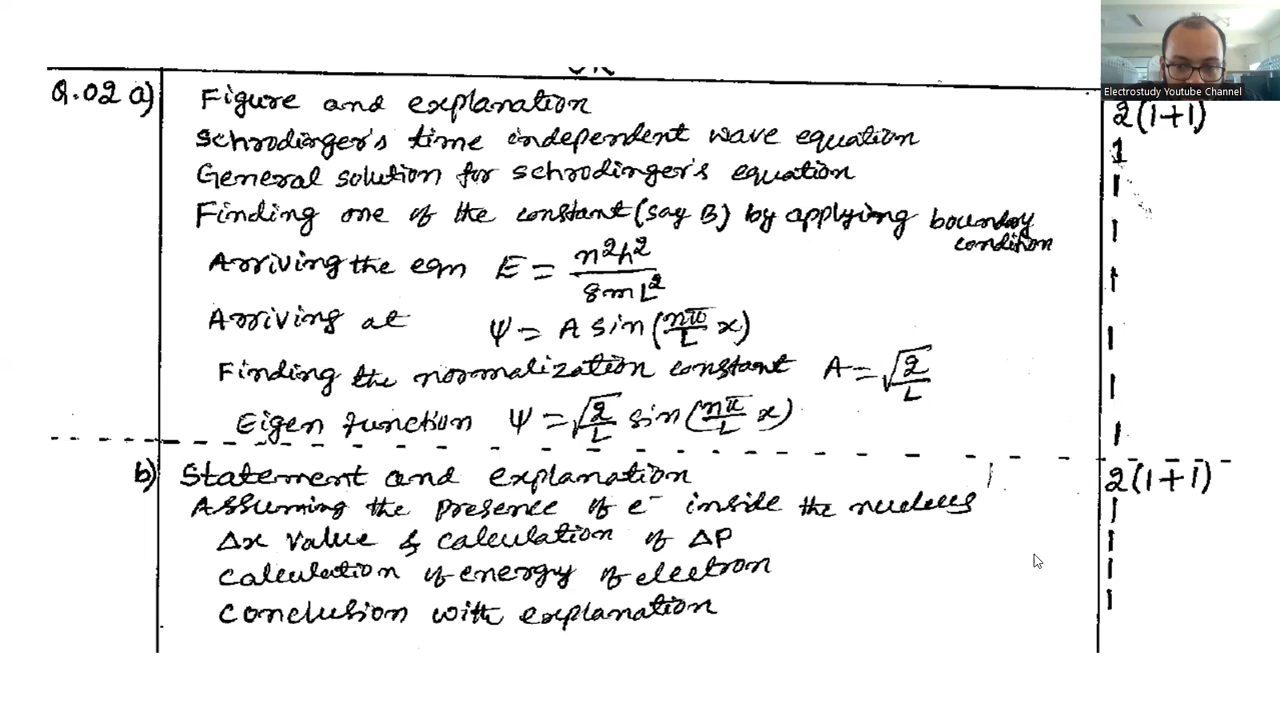 Electrostudy Youtube Channel
Q.02 a) Figure and explanation 2(1+1)
Schrodinger's time independent wave equation 1
General solution for schrodinger's equation 1
Finding one of the constant (say B) by applying boundary condition 1
Arriving the eqn E = n²h² / 8mL² 1
Arriving at ψ = A sin(nπ/L x) 1
Finding the normalization constant A = √2/L 1
Eigen function ψ = √2/L sin(nπ/L x) 1
b) Statement and explanation 2(1+1)
Assuming the presence of e⁻ inside the nucleus 1
Δx value & calculation of ΔP 1
calculation of energy of electron 1
conclusion with explanation 1